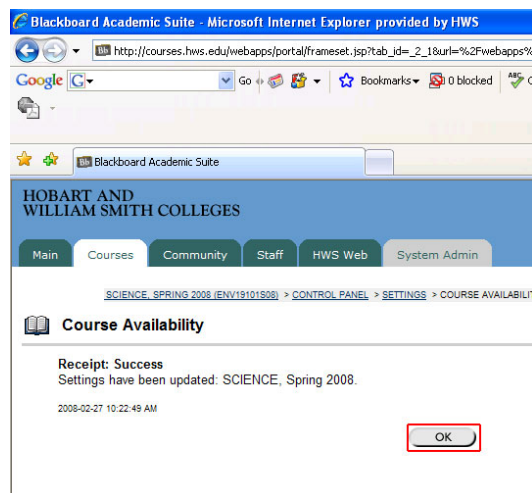 Blackboard Academic Suite - Microsoft Internet Explorer provided by HWS
http://courses.hws.edu/webapps/portal/frameset.jsp?tab_id=_2_1&url=%2Fwebapps%
Google G Go Bookmarks 0 blocked ABC
Blackboard Academic Suite
HOBART AND
WILLIAM SMITH COLLEGES
Main Courses Community Staff HWS Web System Admin
SCIENCE, SPRING 2008 (ENV19101S08) > CONTROL PANEL > SETTINGS > COURSE AVAILABILI
Course Availability
Receipt: Success
Settings have been updated: SCIENCE, Spring 2008.
2008-02-27 10:22:49 AM
OK